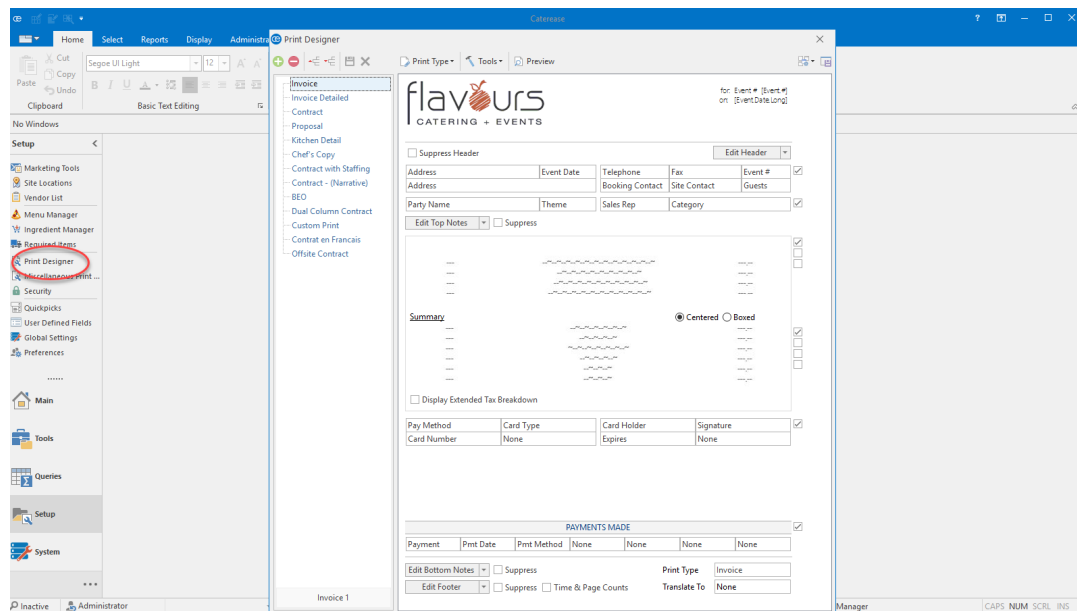 Caterease
Home Select Reports Display Administra
Cut
Copy
Paste
Undo
Segoe UI Light 12
B I U A
Clipboard Basic Text Editing
No Windows
Setup
Marketing Tools
Site Locations
Vendor List
Menu Manager
Ingredient Manager
Required Items
Print Designer
Miscellaneous Print ...
Security
Quickpicks
User Defined Fields
Global Settings
Preferences
Main
Tools
Queries
Setup
System
Inactive Administrator
Print Designer
Print Type Tools Preview
Invoice
Invoice Detailed
Contract
Proposal
Kitchen Detail
Chef's Copy
Contract with Staffing
Contract - (Narrative)
BEO
Dual Column Contract
Custom Print
Contrat en Francais
Offsite Contract
Invoice 1
flavours
CATERING + EVENTS
for: Event # [Event #]
on: [Event Date.Long]
Suppress Header Edit Header
Address Event Date Telephone Fax Event #
Address Booking Contact Site Contact Guests
Party Name Theme Sales Rep Category
Edit Top Notes Suppress
Summary Centered Boxed
Display Extended Tax Breakdown
Pay Method Card Type Card Holder Signature
Card Number None Expires None
PAYMENTS MADE
Payment Pmt Date Pmt Method None None None None
Edit Bottom Notes Suppress Print Type Invoice
Edit Footer Suppress Time & Page Counts Translate To None
Manager
CAPS NUM SCRL INS